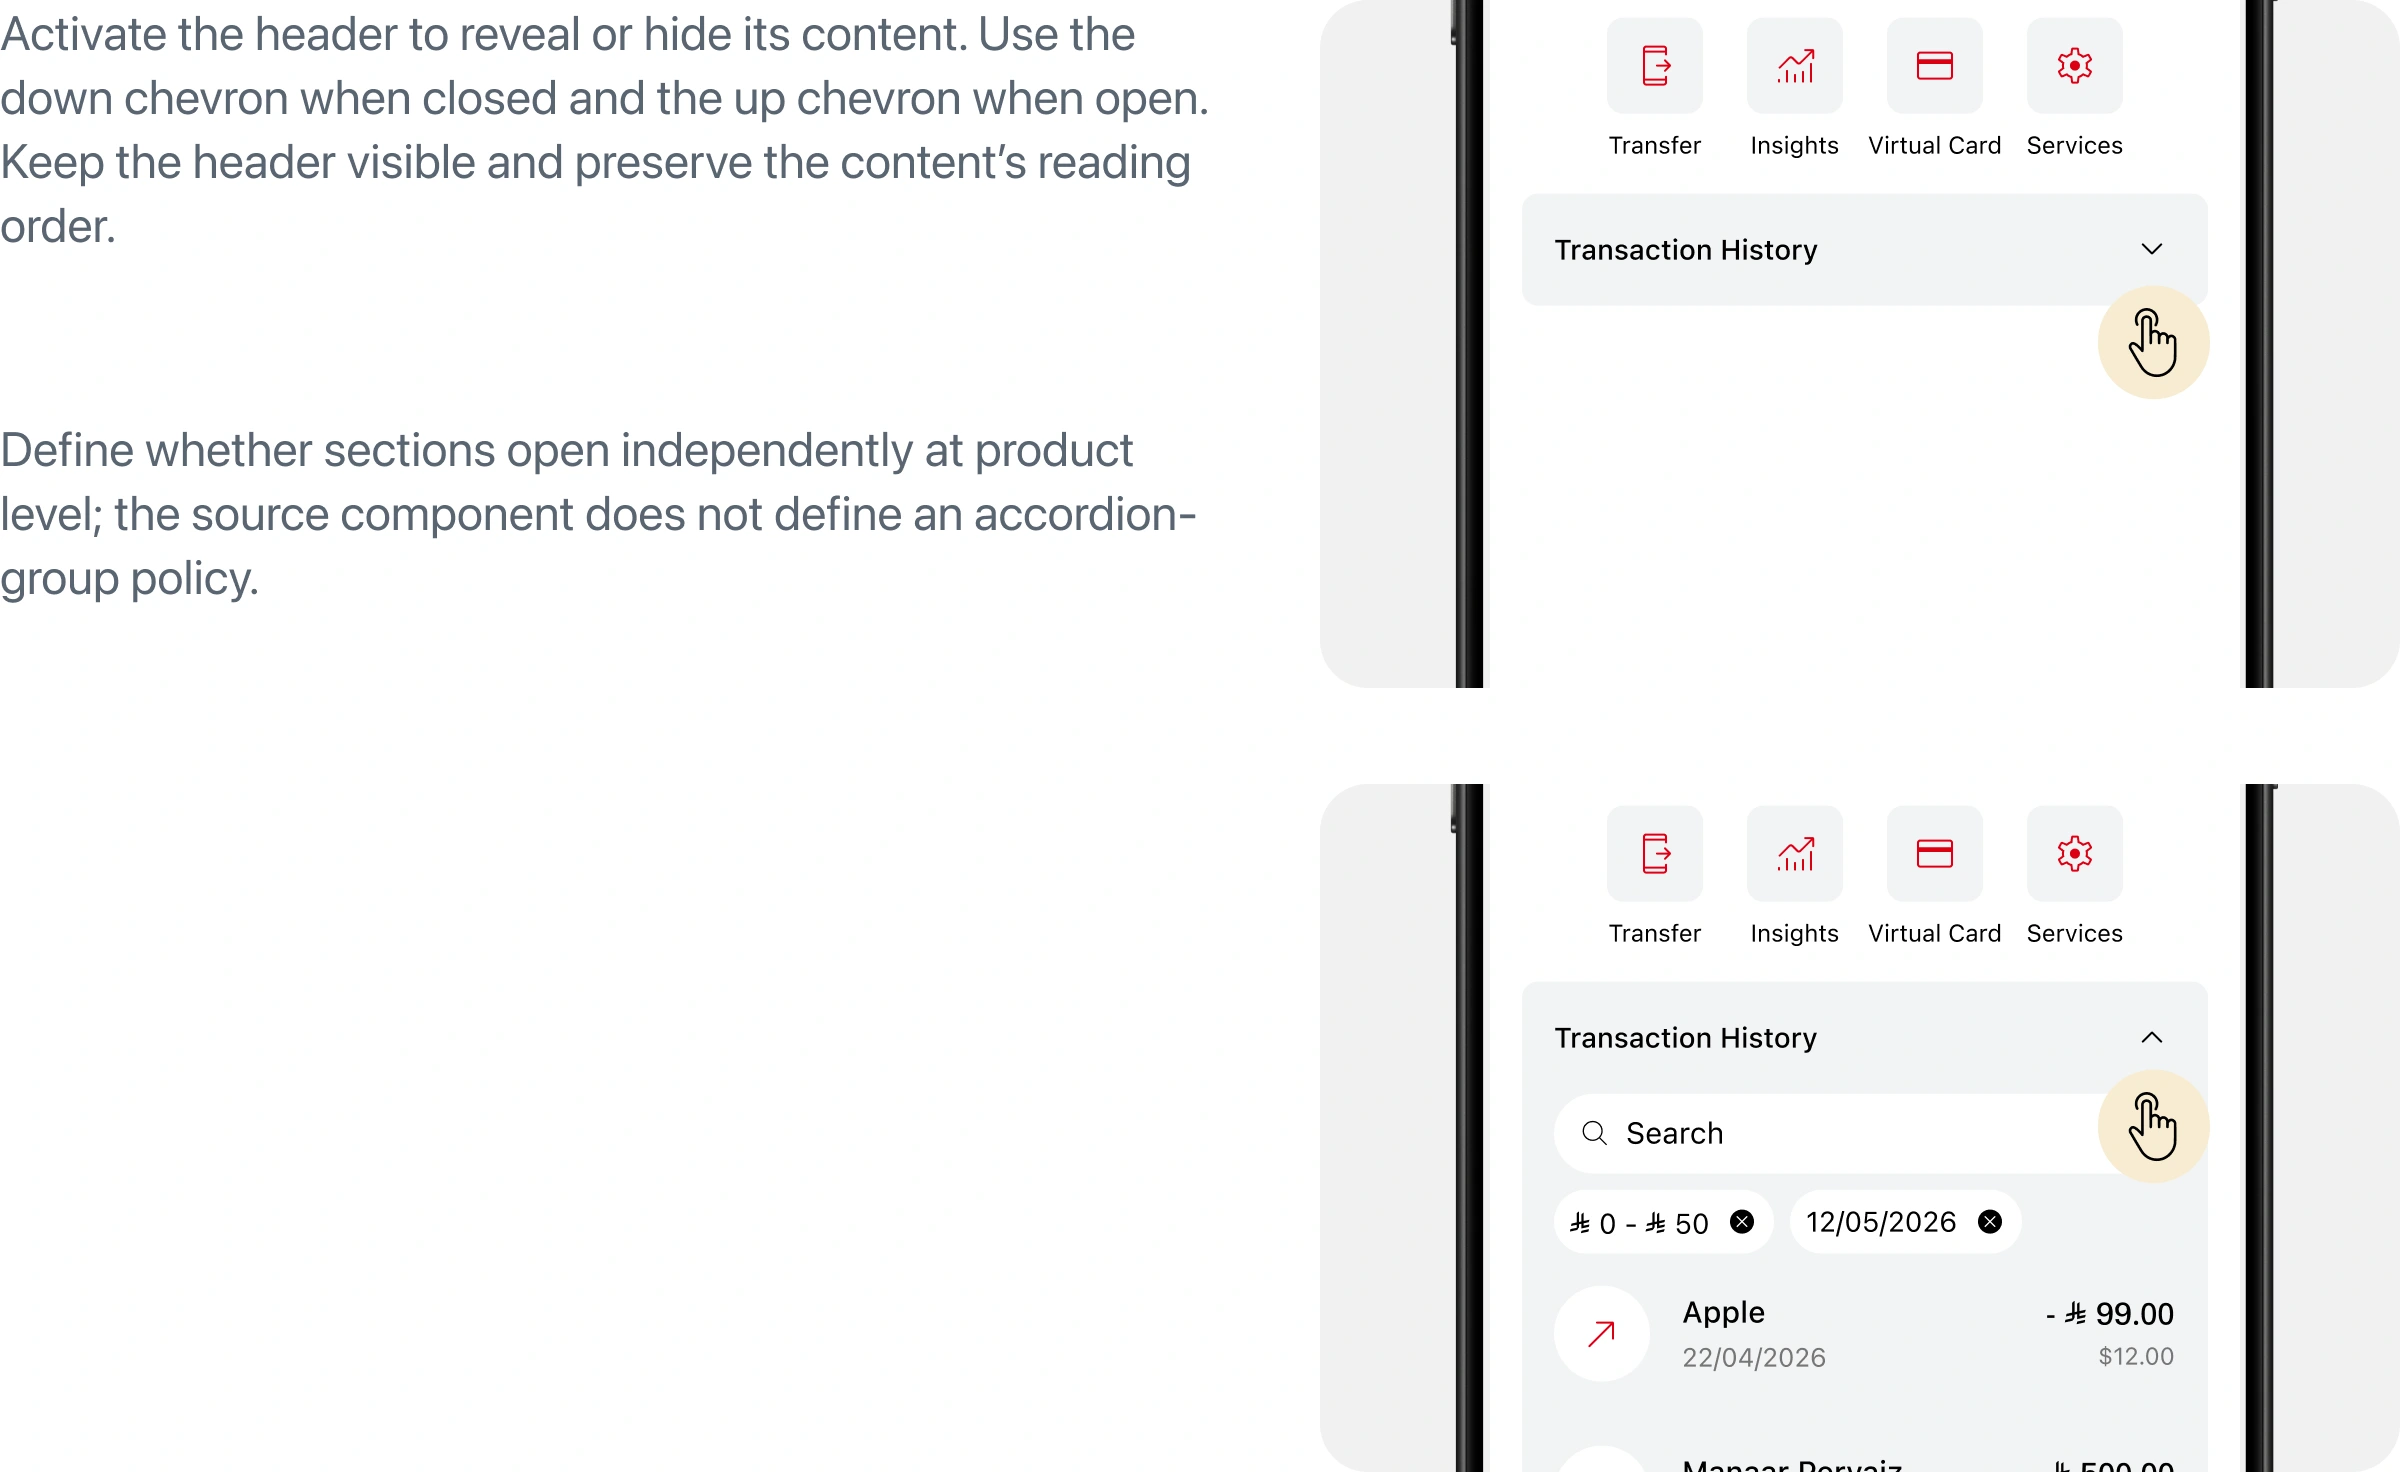 Activate the header to reveal or hide its content. Use the
down chevron when closed and the up chevron when open.
Keep the header visible and preserve the content’s reading
order.
Define whether sections open independently at product
level; the source component does not define an accordion-
group policy.
Transfer Insights Virtual Card Services
Transaction History
Transfer Insights Virtual Card Services
Transaction History
Search
⃁ 0 - ⃁ 50 12/05/2026
Apple - ⃁ 99.00
22/04/2026 $12.00
Manaar Pervaiz ⃁ 500.00